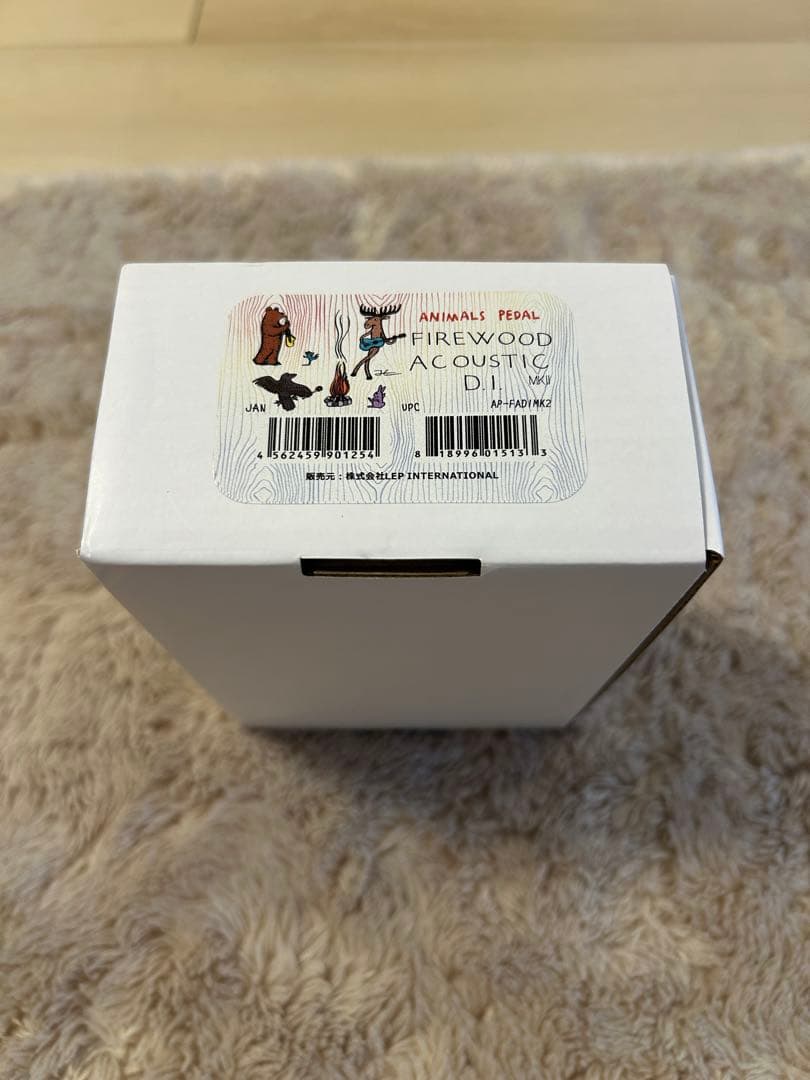 ANIMALS PEDAL
FIREWOOD
ACOUSTIC
D.I. MKII
JAN
UPC
AP-FADIMK2
4 562459 901254
8 18996 01513 3
販売元：株式会社LEP INTERNATIONAL